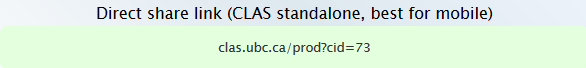 Direct share link (CLAS standalone, best for mobile)
clas.ubc.ca/prod?cid=73